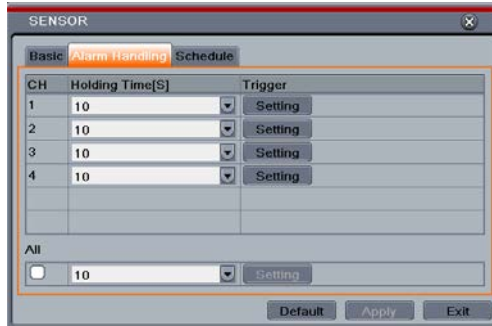 SENSOR
Basic Alarm Handling Schedule
CH Holding Time[S] Trigger
1 10 Setting
2 10 Setting
3 10 Setting
4 10 Setting
All
10 Setting
Default Apply Exit